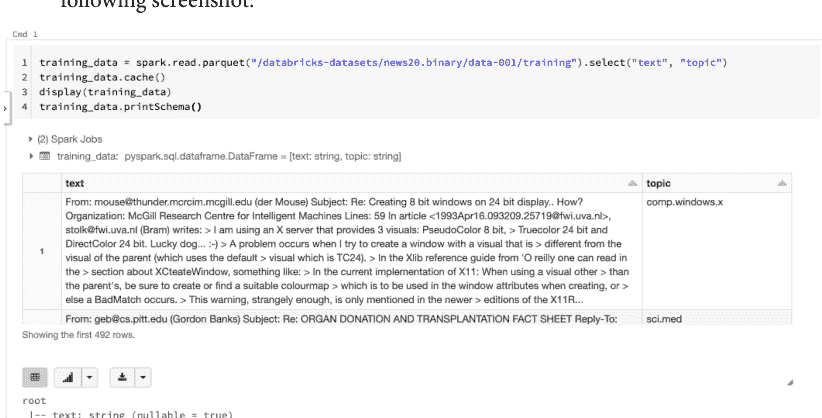 following screenshot.
Cmd 1
1 training_data = spark.read.parquet("/databricks-datasets/news20.binary/data-001/training").select("text", "topic")
2 training_data.cache()
3 display(training_data)
4 training_data.printSchema()
(2) Spark Jobs
training_data: pyspark.sql.dataframe.DataFrame = [text: string, topic: string]
text topic
From: mouse@thunder.mcrcim.mcgill.edu (der Mouse) Subject: Re: Creating 8 bit windows on 24 bit display.. How? comp.windows.x
Organization: McGill Research Centre for Intelligent Machines Lines: 59 In article <1993Apr16.093209.25719@fwi.uva.nl>,
stolk@fwi.uva.nl (Bram) writes: > I am using an X server that provides 3 visuals: PseudoColor 8 bit, > Truecolor 24 bit and
DirectColor 24 bit. Lucky dog... :-) > A problem occurs when I try to create a window with a visual that is > different from the
1 visual of the parent (which uses the default > visual which is TC24). > In the Xlib reference guide from 'O reilly one can read in
the > section about XCteateWindow, something like: > In the current implementation of X11: When using a visual other > than
the parent's, be sure to create or find a suitable colourmap > which is to be used in the window attributes when creating, or >
else a BadMatch occurs. > This warning, strangely enough, is only mentioned in the newer > editions of the X11R...
From: geb@cs.pitt.edu (Gordon Banks) Subject: Re: ORGAN DONATION AND TRANSPLANTATION FACT SHEET Reply-To: sci.med
Showing the first 492 rows.
root
|-- text: string (nullable = true)